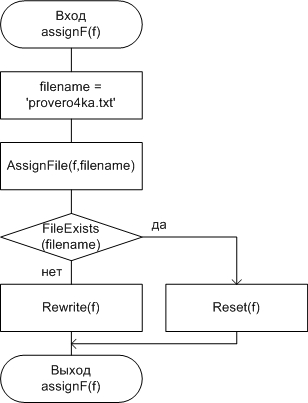 Вход
assignF(f)
filename =
'provero4ka.txt'
AssignFile(f,filename)
FileExists
(filename)
да
нет
Rewrite(f)
Reset(f)
Выход
assignF(f)